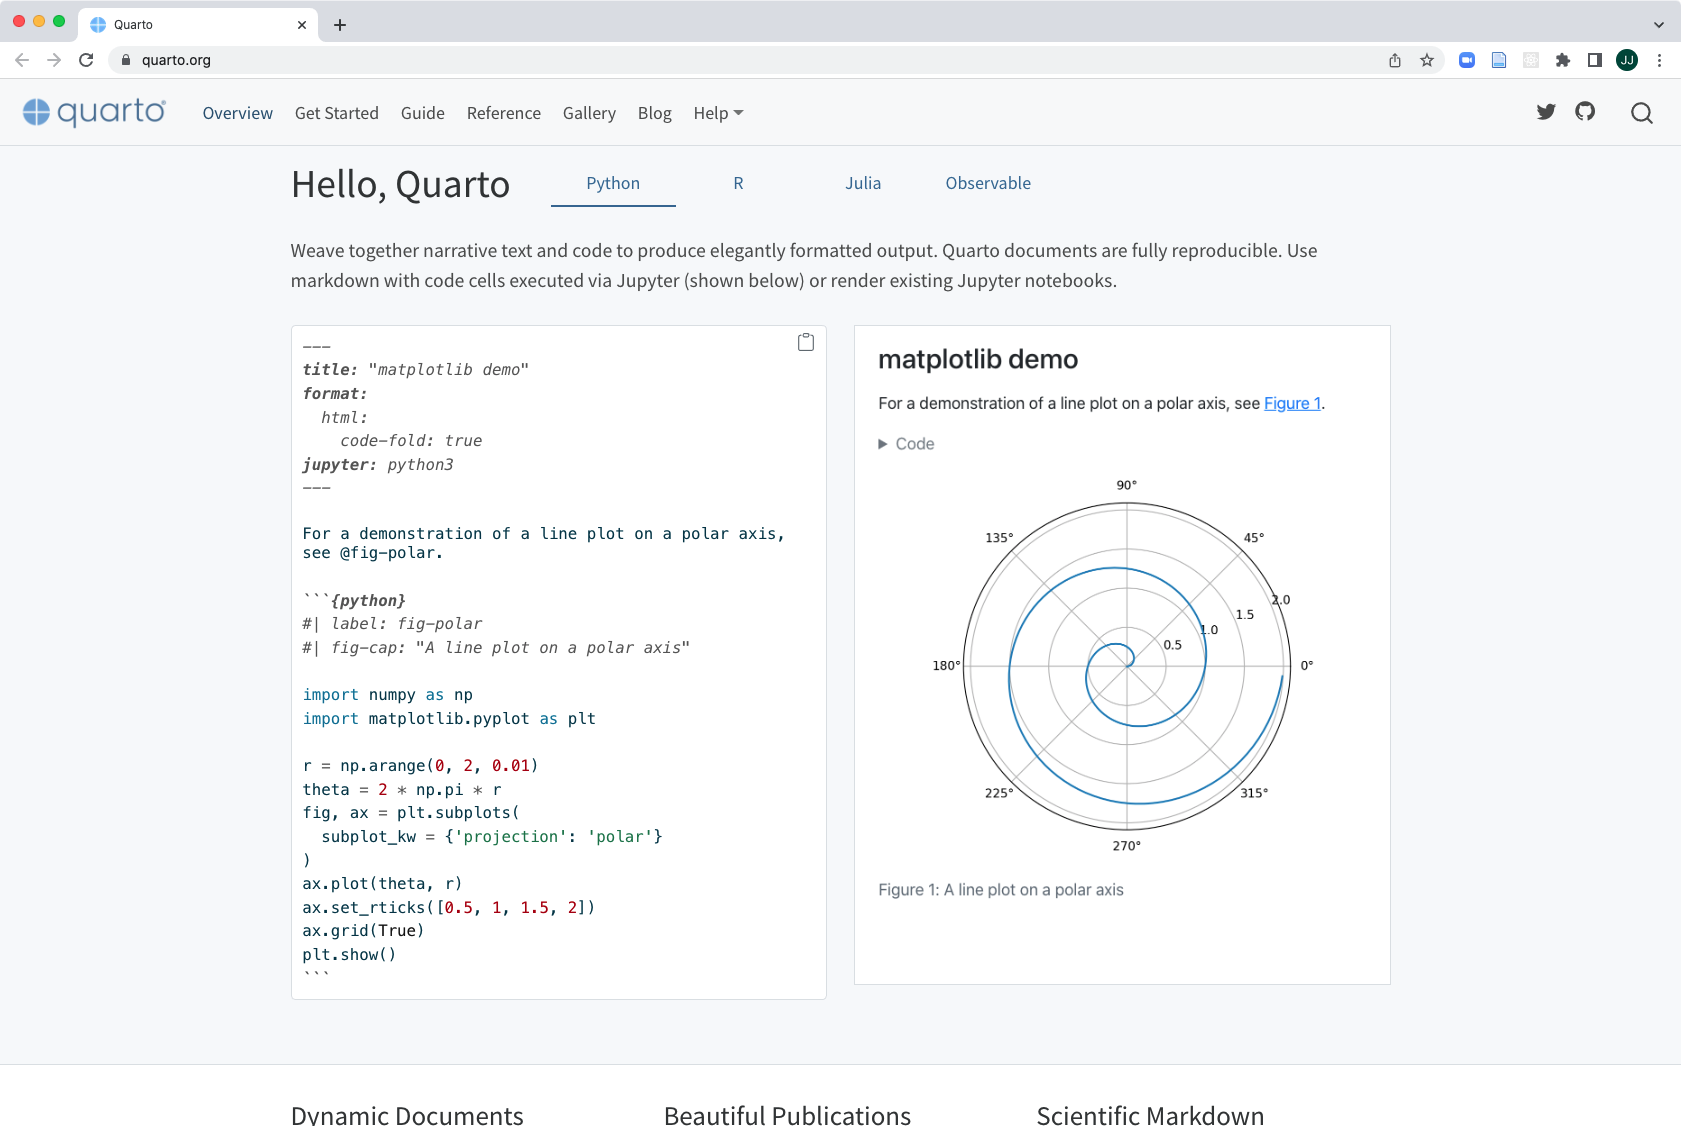 Quarto
quarto.org
JJ
quarto
Overview Get Started Guide Reference Gallery Blog Help
Hello, Quarto Python R Julia Observable
Weave together narrative text and code to produce elegantly formatted output. Quarto documents are fully reproducible. Use
markdown with code cells executed via Jupyter (shown below) or render existing Jupyter notebooks.
---
title: "matplotlib demo"
format:
  html:
    code-fold: true
jupyter: python3
---
For a demonstration of a line plot on a polar axis,
see @fig-polar.
```{python}
#| label: fig-polar
#| fig-cap: "A line plot on a polar axis"
import numpy as np
import matplotlib.pyplot as plt
r = np.arange(0, 2, 0.01)
theta = 2 * np.pi * r
fig, ax = plt.subplots(
  subplot_kw = {'projection': 'polar'}
)
ax.plot(theta, r)
ax.set_rticks([0.5, 1, 1.5, 2])
ax.grid(True)
plt.show()
```
matplotlib demo
For a demonstration of a line plot on a polar axis, see Figure 1.
Code
90°
135° 45°
2.0
1.5
1.0
0.5
180° 0°
225° 315°
270°
Figure 1: A line plot on a polar axis
Dynamic Documents Beautiful Publications Scientific Markdown